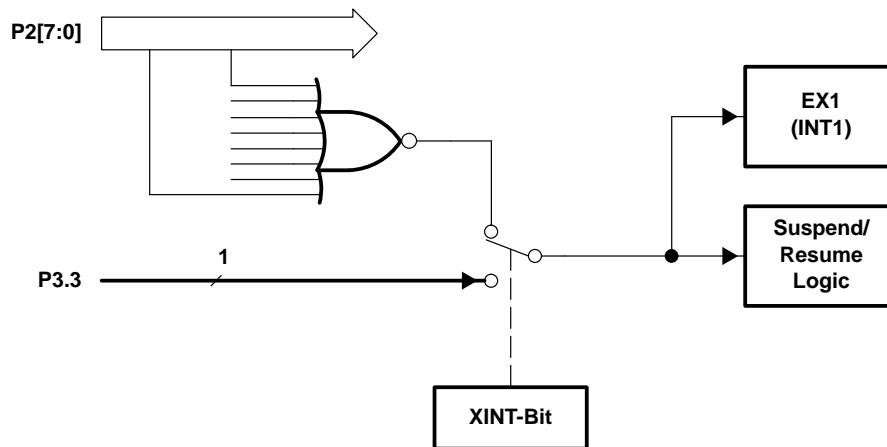 P2[7:0]
EX1
(INT1)
Suspend/
Resume
Logic
1
P3.3
XINT-Bit